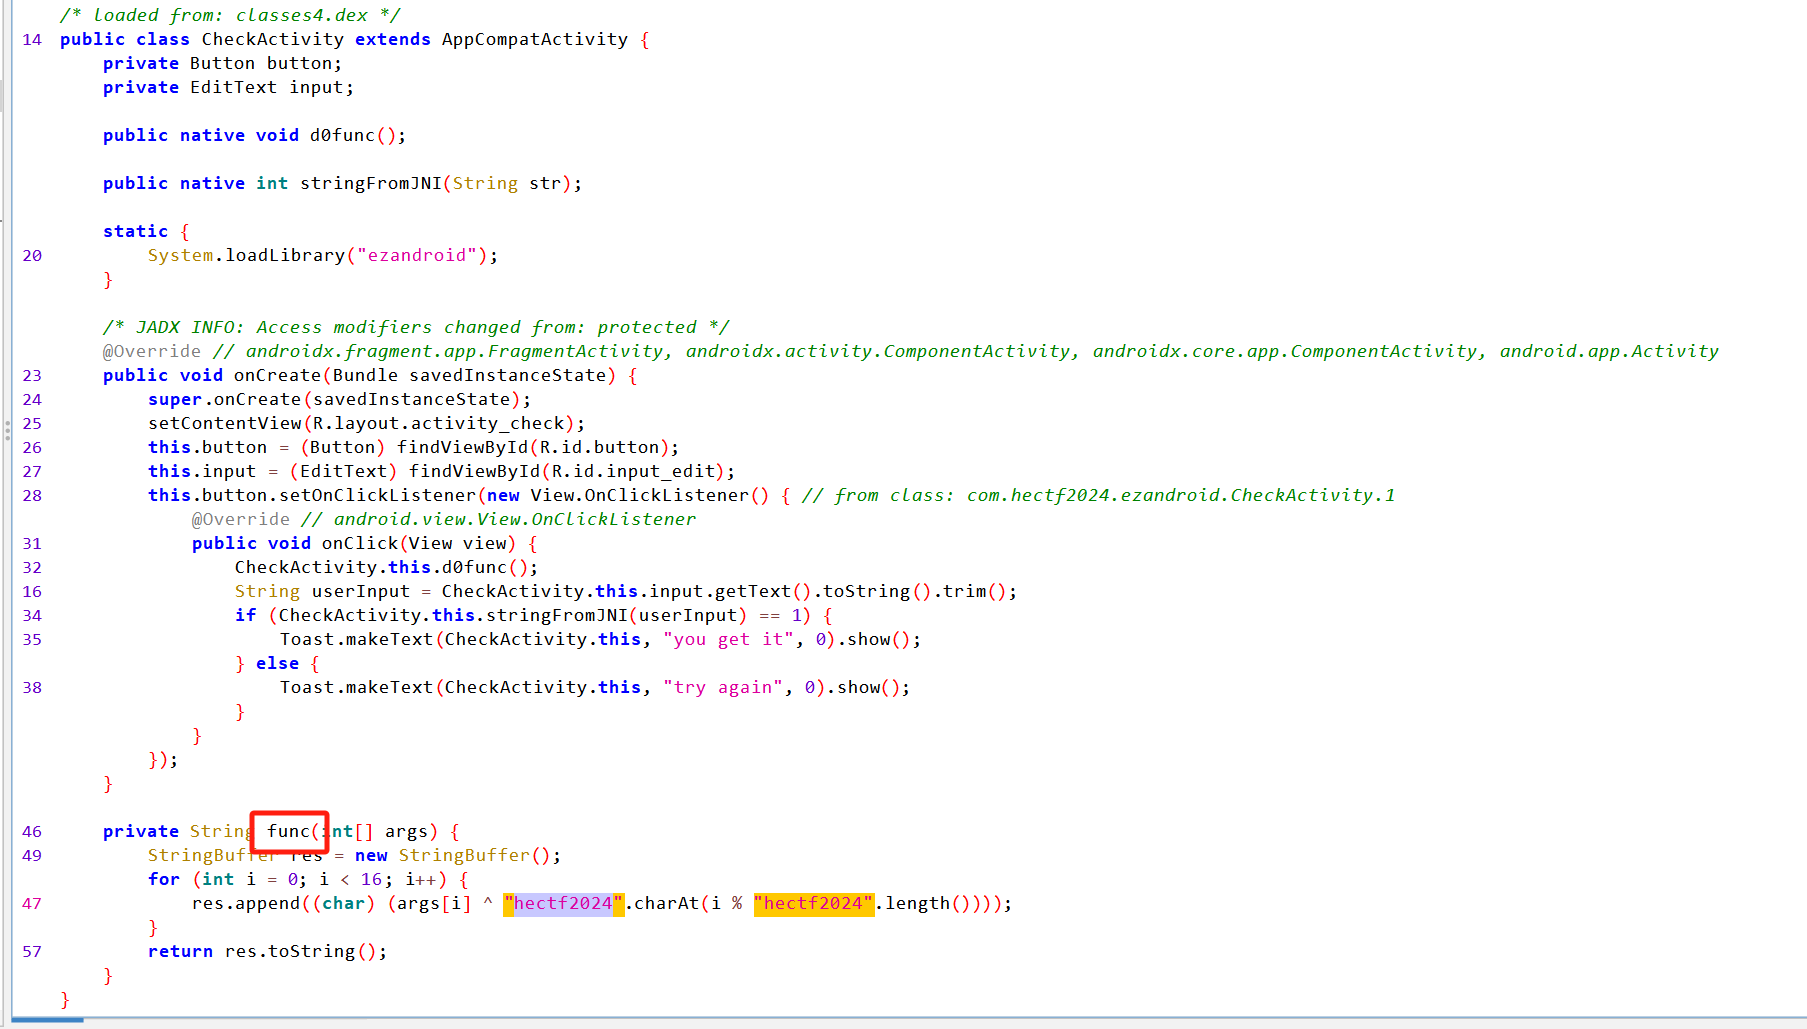 /* loaded from: classes4.dex */
14 public class CheckActivity extends AppCompatActivity {
private Button button;
private EditText input;
public native void d0func();
public native int stringFromJNI(String str);
static {
20 System.loadLibrary("ezandroid");
}
/* JADX INFO: Access modifiers changed from: protected */
@Override // androidx.fragment.app.FragmentActivity, androidx.activity.ComponentActivity, androidx.core.app.ComponentActivity, android.app.Activity
23 public void onCreate(Bundle savedInstanceState) {
24 super.onCreate(savedInstanceState);
25 setContentView(R.layout.activity_check);
26 this.button = (Button) findViewById(R.id.button);
27 this.input = (EditText) findViewById(R.id.input_edit);
28 this.button.setOnClickListener(new View.OnClickListener() { // from class: com.hectf2024.ezandroid.CheckActivity.1
@Override // android.view.View.OnClickListener
31 public void onClick(View view) {
32 CheckActivity.this.d0func();
16 String userInput = CheckActivity.this.input.getText().toString().trim();
34 if (CheckActivity.this.stringFromJNI(userInput) == 1) {
35 Toast.makeText(CheckActivity.this, "you get it", 0).show();
} else {
38 Toast.makeText(CheckActivity.this, "try again", 0).show();
}
}
});
}
46 private String func(int[] args) {
49 StringBuffer res = new StringBuffer();
for (int i = 0; i < 16; i++) {
47 res.append((char) (args[i] ^ "hectf2024".charAt(i % "hectf2024".length())));
}
57 return res.toString();
}
}